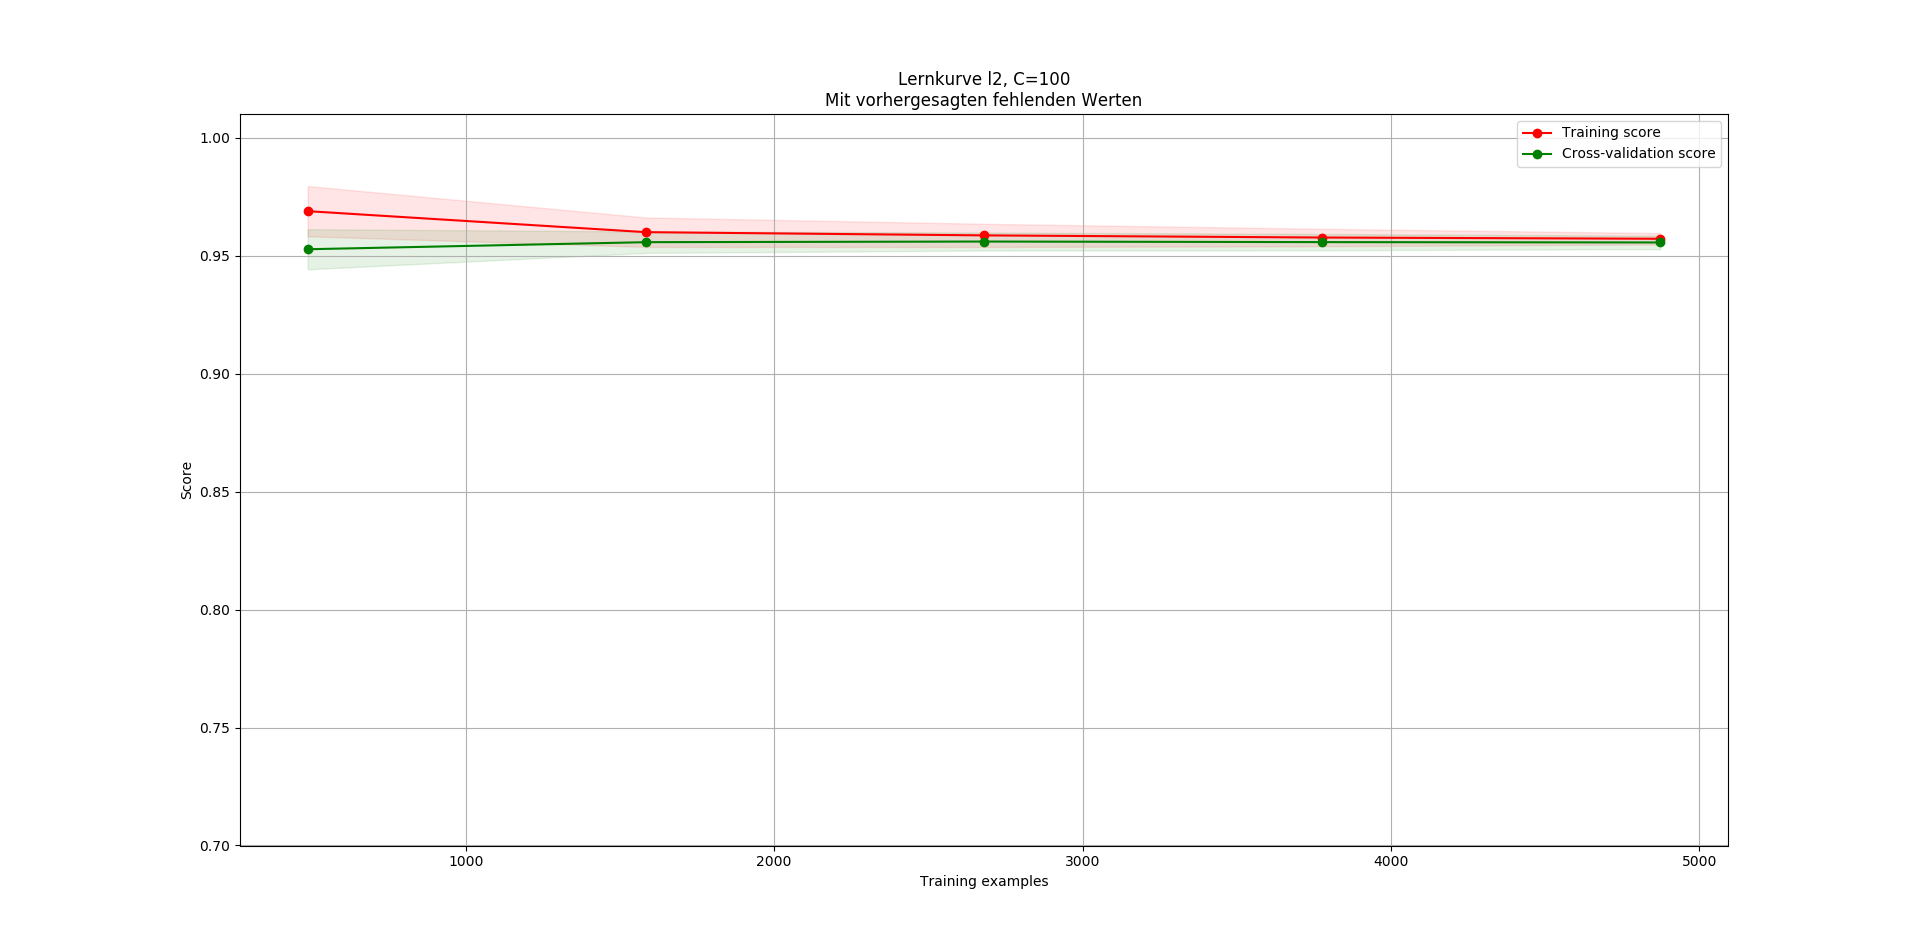 Lernkurve l2, C=100
Mit vorhergesagten fehlenden Werten
Training score
Cross-validation score
1.00
0.95
0.90
0.85
0.80
0.75
0.70
Score
1000
2000
3000
4000
5000
Training examples